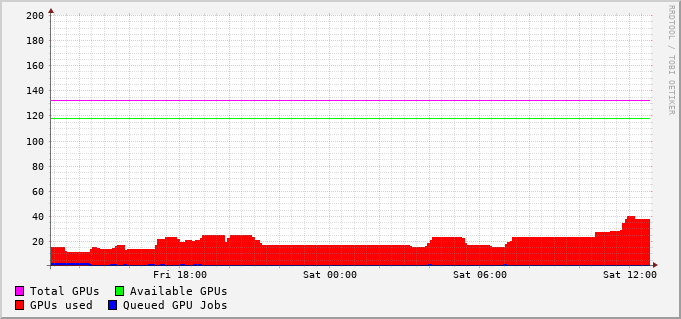 200
180
160
140
120
100
80
60
40
20
Fri 18:00 Sat 00:00 Sat 06:00 Sat 12:00
Total GPUs Available GPUs
GPUs used Queued GPU Jobs
RRDTOOL / TOBI OETIKER